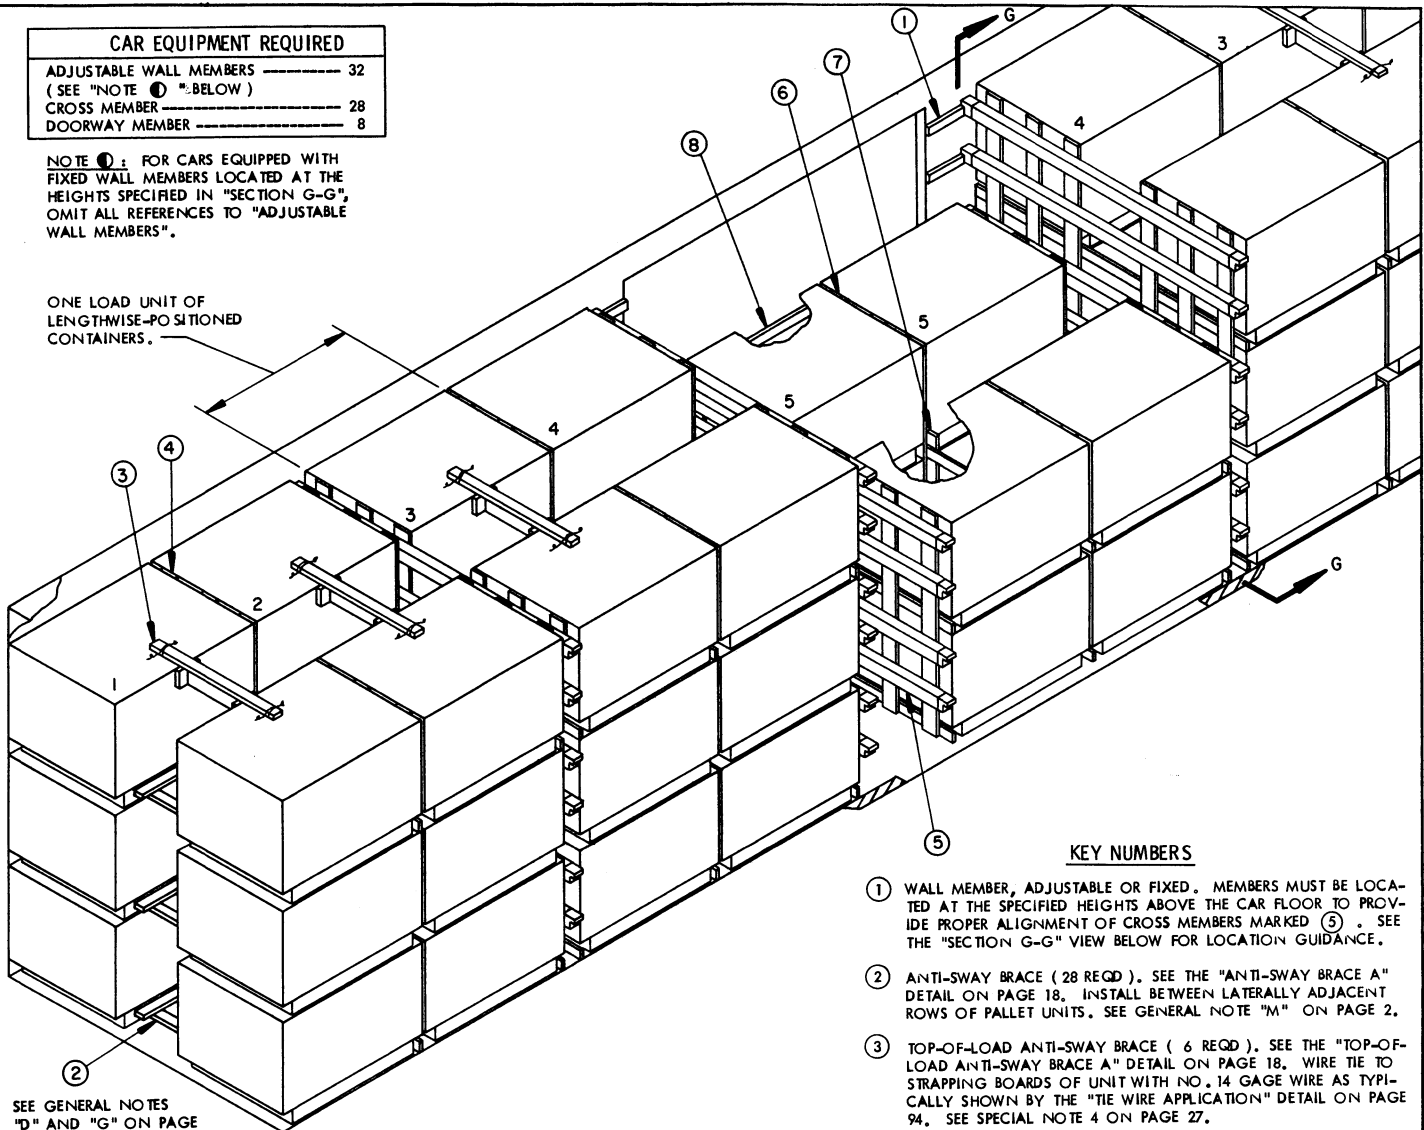 CAR EQUIPMENT REQUIRED
ADJUSTABLE WALL MEMBERS ---------- 32
(SEE "NOTE ◐ " BELOW)
CROSS MEMBER ---------------------- 28
DOORWAY MEMBER ------------------ 8
NOTE ◐ : FOR CARS EQUIPPED WITH
FIXED WALL MEMBERS LOCATED AT THE
HEIGHTS SPECIFIED IN "SECTION G-G",
OMIT ALL REFERENCES TO "ADJUSTABLE
WALL MEMBERS".
ONE LOAD UNIT OF
LENGTHWISE-POSITIONED
CONTAINERS.
1
G
7
6
8
3
4
5
5
4
3
4
3
2
1
G
5
2
SEE GENERAL NOTES
"D" AND "G" ON PAGE
KEY NUMBERS
① WALL MEMBER, ADJUSTABLE OR FIXED. MEMBERS MUST BE LOCA-
TED AT THE SPECIFIED HEIGHTS ABOVE THE CAR FLOOR TO PROV-
IDE PROPER ALIGNMENT OF CROSS MEMBERS MARKED ⑤ . SEE
THE "SECTION G-G" VIEW BELOW FOR LOCATION GUIDANCE.
② ANTI-SWAY BRACE (28 REQD). SEE THE "ANTI-SWAY BRACE A"
DETAIL ON PAGE 18. INSTALL BETWEEN LATERALLY ADJACENT
ROWS OF PALLET UNITS. SEE GENERAL NOTE "M" ON PAGE 2.
③ TOP-OF-LOAD ANTI-SWAY BRACE ( 6 REQD). SEE THE "TOP-OF-
LOAD ANTI-SWAY BRACE A" DETAIL ON PAGE 18. WIRE TIE TO
STRAPPING BOARDS OF UNIT WITH NO. 14 GAGE WIRE AS TYPI-
CALLY SHOWN BY THE "TIE WIRE APPLICATION" DETAIL ON PAGE
94. SEE SPECIAL NOTE 4 ON PAGE 27.